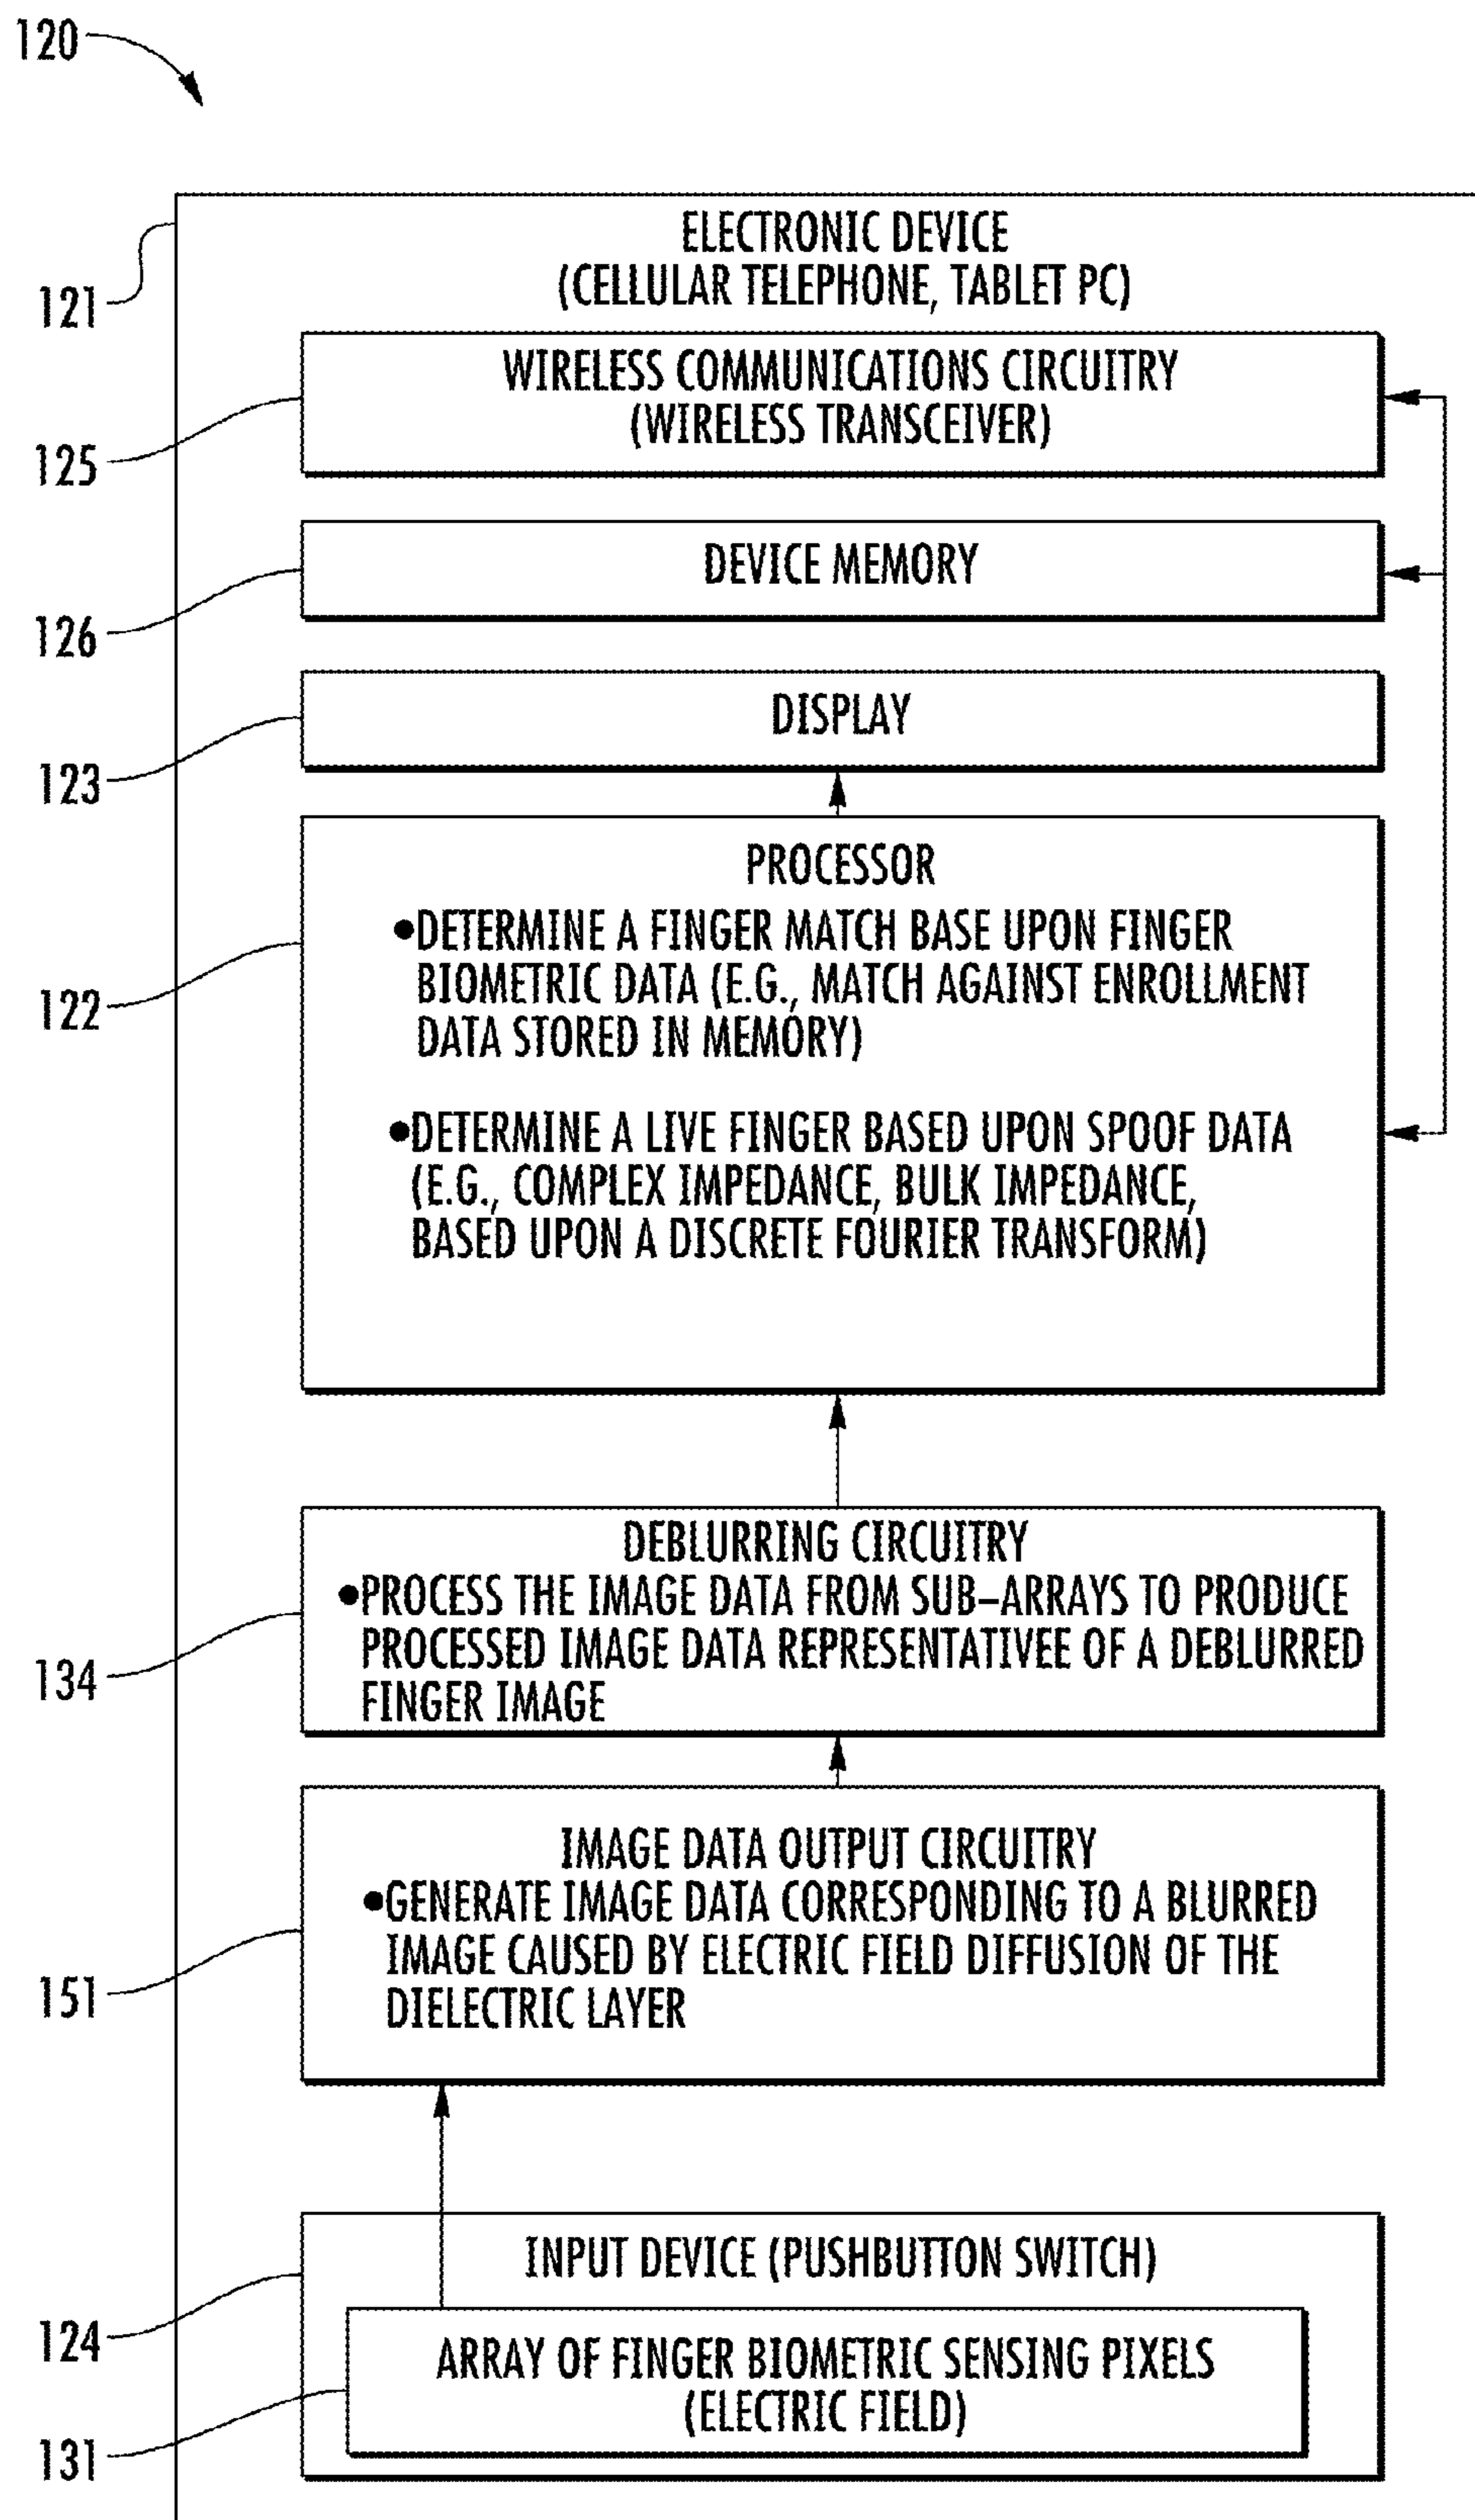 120
ELECTRONIC DEVICE
(CELLULAR TELEPHONE, TABLET PC)
121
WIRELESS COMMUNICATIONS CIRCUITRY
(WIRELESS TRANSCEIVER)
125
DEVICE MEMORY
126
DISPLAY
123
PROCESSOR
●DETERMINE A FINGER MATCH BASE UPON FINGER
BIOMETRIC DATA (E.G., MATCH AGAINST ENROLLMENT
DATA STORED IN MEMORY)
122
●DETERMINE A LIVE FINGER BASED UPON SPOOF DATA
(E.G., COMPLEX IMPEDANCE, BULK IMPEDANCE,
BASED UPON A DISCRETE FOURIER TRANSFORM)
DEBLURRING CIRCUITRY
●PROCESS THE IMAGE DATA FROM SUB–ARRAYS TO PRODUCE
PROCESSED IMAGE DATA REPRESENTATIVEE OF A DEBLURRED
FINGER IMAGE
134
IMAGE DATA OUTPUT CIRCUITRY
●GENERATE IMAGE DATA CORRESPONDING TO A BLURRED
IMAGE CAUSED BY ELECTRIC FIELD DIFFUSION OF THE
DIELECTRIC LAYER
151
INPUT DEVICE (PUSHBUTTON SWITCH)
124
ARRAY OF FINGER BIOMETRIC SENSING PIXELS
(ELECTRIC FIELD)
131